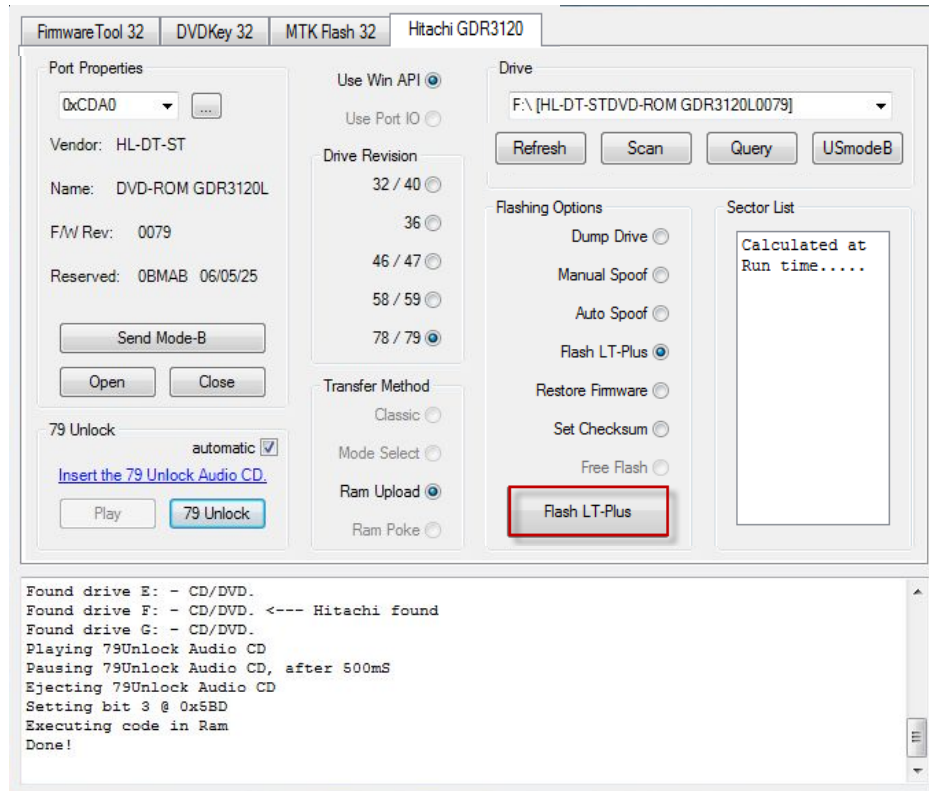 FirmwareTool 32
DVDKey 32
MTK Flash 32
Hitachi GDR3120
Port Properties
0xCDA0
...
Vendor: HL-DT-ST
Name: DVD-ROM GDR3120L
F/W Rev: 0079
Reserved: 0BMAB 06/05/25
Send Mode-B
Open
Close
79 Unlock
automatic
Insert the 79 Unlock Audio CD.
Play
79 Unlock
Use Win API
Use Port IO
Drive Revision
32 / 40
36
46 / 47
58 / 59
78 / 79
Transfer Method
Classic
Mode Select
Ram Upload
Ram Poke
Drive
F:\ [HL-DT-STDVD-ROM GDR3120L0079]
Refresh
Scan
Query
USmodeB
Flashing Options
Dump Drive
Manual Spoof
Auto Spoof
Flash LT-Plus
Restore Firmware
Set Checksum
Free Flash
Flash LT-Plus
Sector List
Calculated at
Run time.....
Found drive E: - CD/DVD.
Found drive F: - CD/DVD. <--- Hitachi found
Found drive G: - CD/DVD.
Playing 79Unlock Audio CD
Pausing 79Unlock Audio CD, after 500mS
Ejecting 79Unlock Audio CD
Setting bit 3 @ 0x5BD
Executing code in Ram
Done!